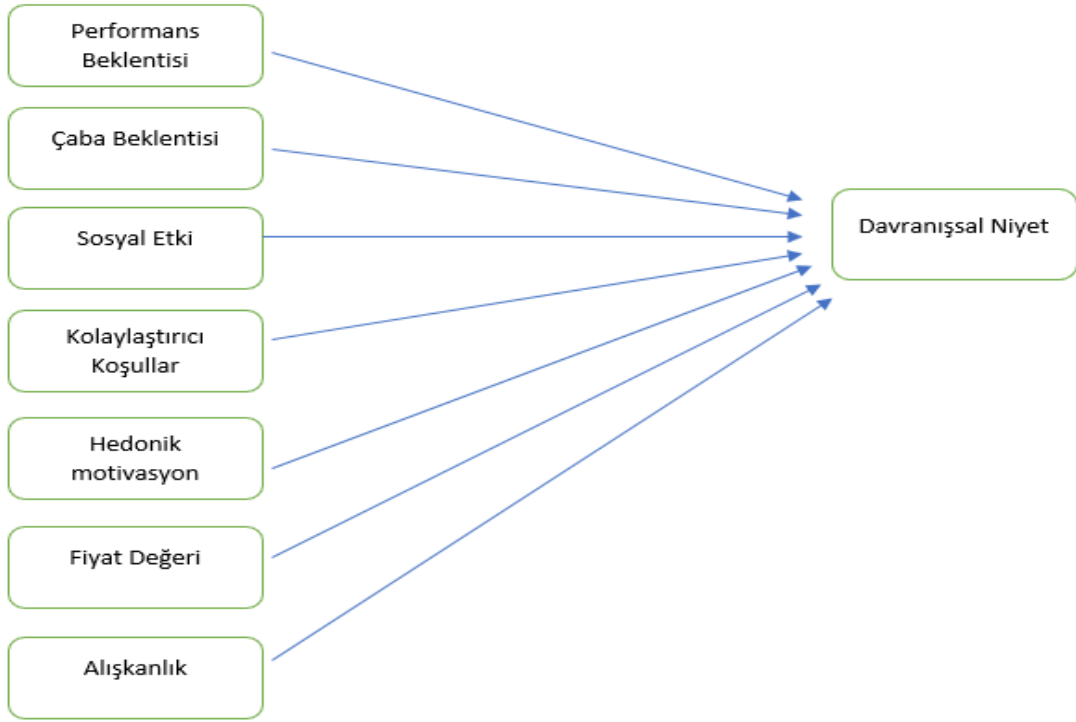 Performans
Beklentisi
Çaba Beklentisi
Sosyal Etki
Kolaylaştırıcı
Koşullar
Hedonik
motivasyon
Fiyat Değeri
Alışkanlık
Davranışsal Niyet